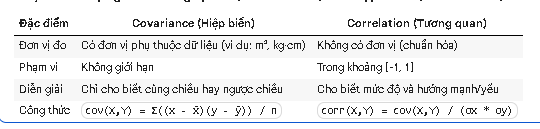 Đặc điểm Covariance (Hiệp biến) Correlation (Tương quan)
Đơn vị đo Có đơn vị phụ thuộc dữ liệu (ví dụ: m², kg·cm) Không có đơn vị (chuẩn hóa)
Phạm vi Không giới hạn Trong khoảng [-1, 1]
Diễn giải Chỉ cho biết cùng chiều hay ngược chiều Cho biết mức độ và hướng mạnh/yếu
Công thức cov(X,Y) = Σ((x - x̄)(y - ȳ)) / n corr(X,Y) = cov(X,Y) / (σx * σy)